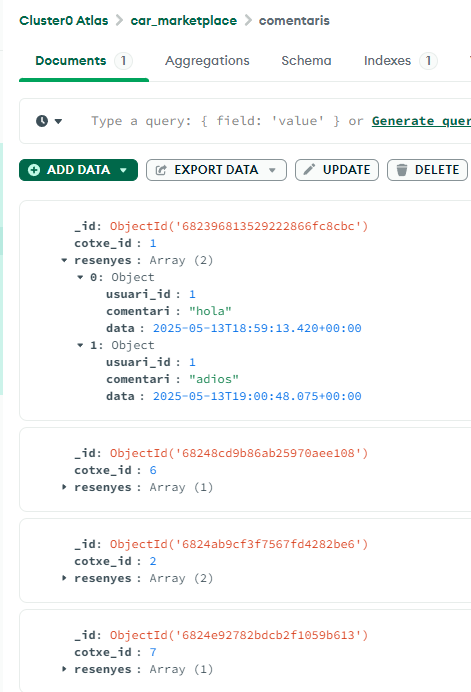 Cluster0 Atlas > car_marketplace > comentaris
Documents 1 Aggregations Schema Indexes 1
Type a query: { field: 'value' } or Generate quer
ADD DATA EXPORT DATA UPDATE DELETE
_id: ObjectId('682396813529222866fc8cbc')
cotxe_id : 1
resenyes : Array (2)
0: Object
usuari_id : 1
comentari : "hola"
data : 2025-05-13T18:59:13.420+00:00
1: Object
usuari_id : 1
comentari : "adios"
data : 2025-05-13T19:00:48.075+00:00
_id: ObjectId('68248cd9b86ab25970aee108')
cotxe_id : 6
resenyes : Array (1)
_id: ObjectId('6824ab9cf3f7567fd4282be6')
cotxe_id : 2
resenyes : Array (2)
_id: ObjectId('6824e92782bdcb2f1059b613')
cotxe_id : 7
resenyes : Array (1)